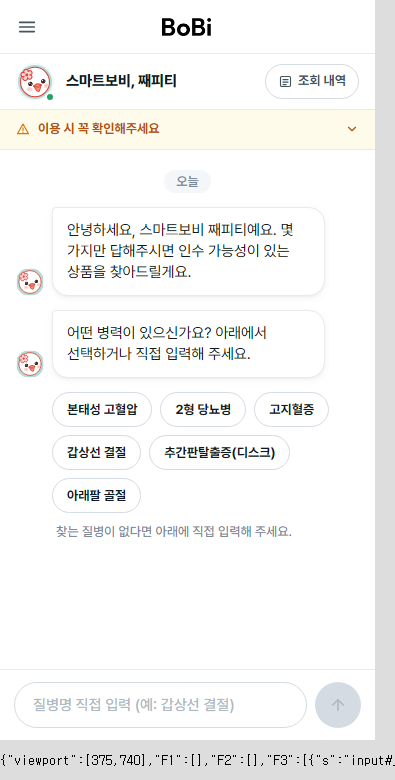 BoBi
스마트보비, 째피티
조회 내역
이용 시 꼭 확인해주세요
오늘
안녕하세요, 스마트보비 째피티예요. 몇
가지만 답해주시면 인수 가능성이 있는
상품을 찾아드릴게요.
어떤 병력이 있으신가요? 아래에서
선택하거나 직접 입력해 주세요.
본태성 고혈압
2형 당뇨병
고지혈증
갑상선 결절
추간판탈출증(디스크)
아래팔 골절
찾는 질병이 없다면 아래에 직접 입력해 주세요.
질병명 직접 입력 (예: 갑상선 결절)
{"viewport":[375,740],"F1":[],"F2":[],"F3":[{"s":"input#